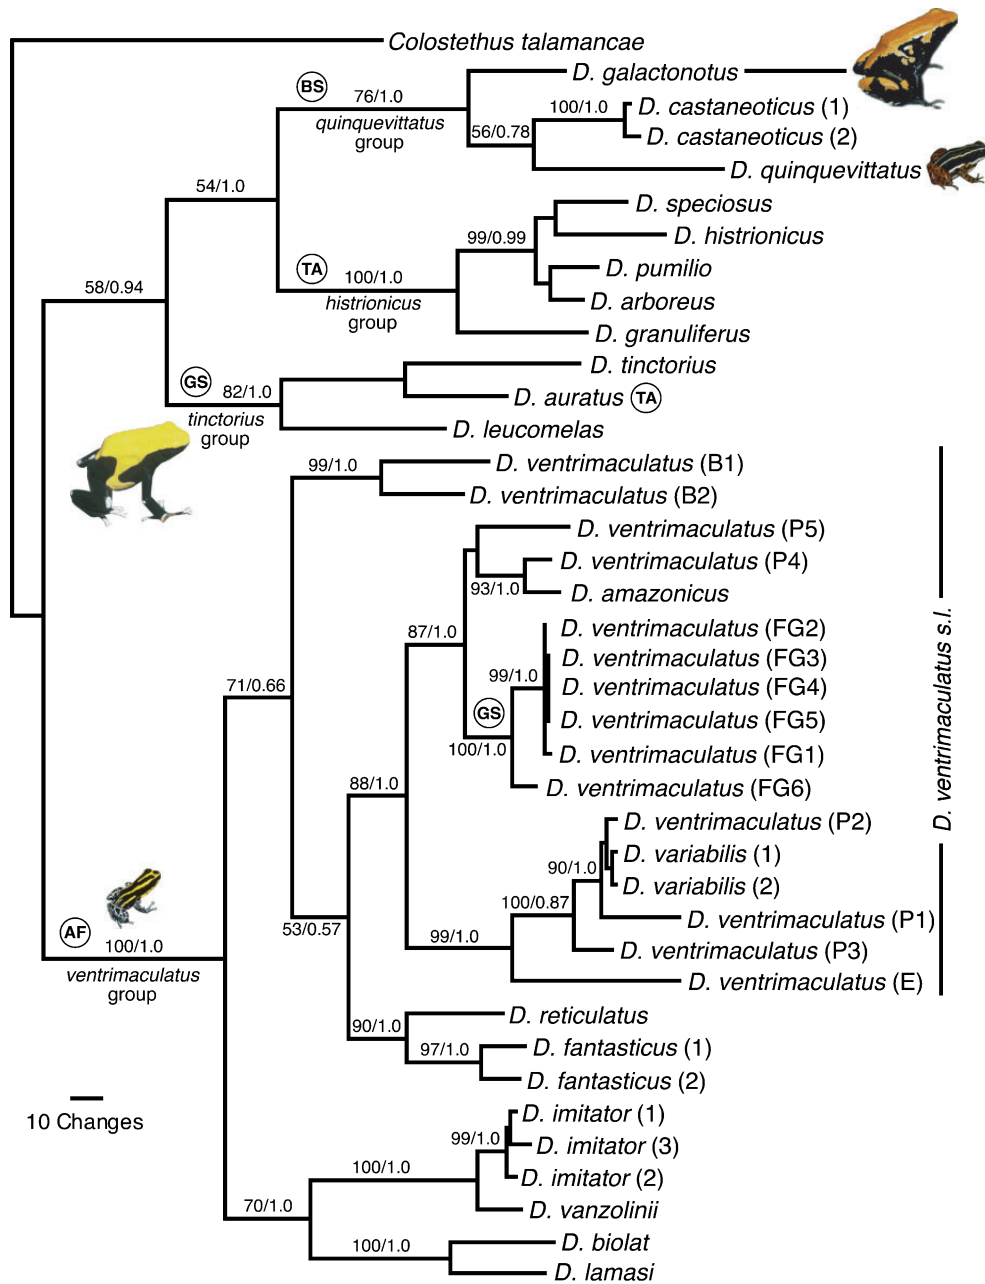 Colostethus talamancae
D. galactonotus
BS
76/1.0
quinquevittatus
group
100/1.0
D. castaneoticus (1)
D. castaneoticus (2)
56/0.78
D. quinquevittatus
54/1.0
D. speciosus
D. histrionicus
99/0.99
D. pumilio
TA
100/1.0
histrionicus
group
D. arboreus
D. granuliferus
58/0.94
D. tinctorius
GS
82/1.0
tinctorius
group
D. auratus TA
D. leucomelas
99/1.0
D. ventrimaculatus (B1)
D. ventrimaculatus (B2)
D. ventrimaculatus (P5)
D. ventrimaculatus (P4)
93/1.0
D. amazonicus
87/1.0
D. ventrimaculatus (FG2)
D. ventrimaculatus (FG3)
99/1.0
D. ventrimaculatus (FG4)
71/0.66
GS
D. ventrimaculatus (FG5)
100/1.0
D. ventrimaculatus (FG1)
D. ventrimaculatus (FG6)
D. ventrimaculatus s.l.
88/1.0
D. ventrimaculatus (P2)
D. variabilis (1)
90/1.0
D. variabilis (2)
100/0.87
D. ventrimaculatus (P1)
53/0.57
99/1.0
D. ventrimaculatus (P3)
AF
100/1.0
ventrimaculatus
group
D. ventrimaculatus (E)
D. reticulatus
90/1.0
97/1.0
D. fantasticus (1)
D. fantasticus (2)
10 Changes
D. imitator (1)
99/1.0
D. imitator (3)
100/1.0
D. imitator (2)
70/1.0
D. vanzolinii
100/1.0
D. biolat
D. lamasi